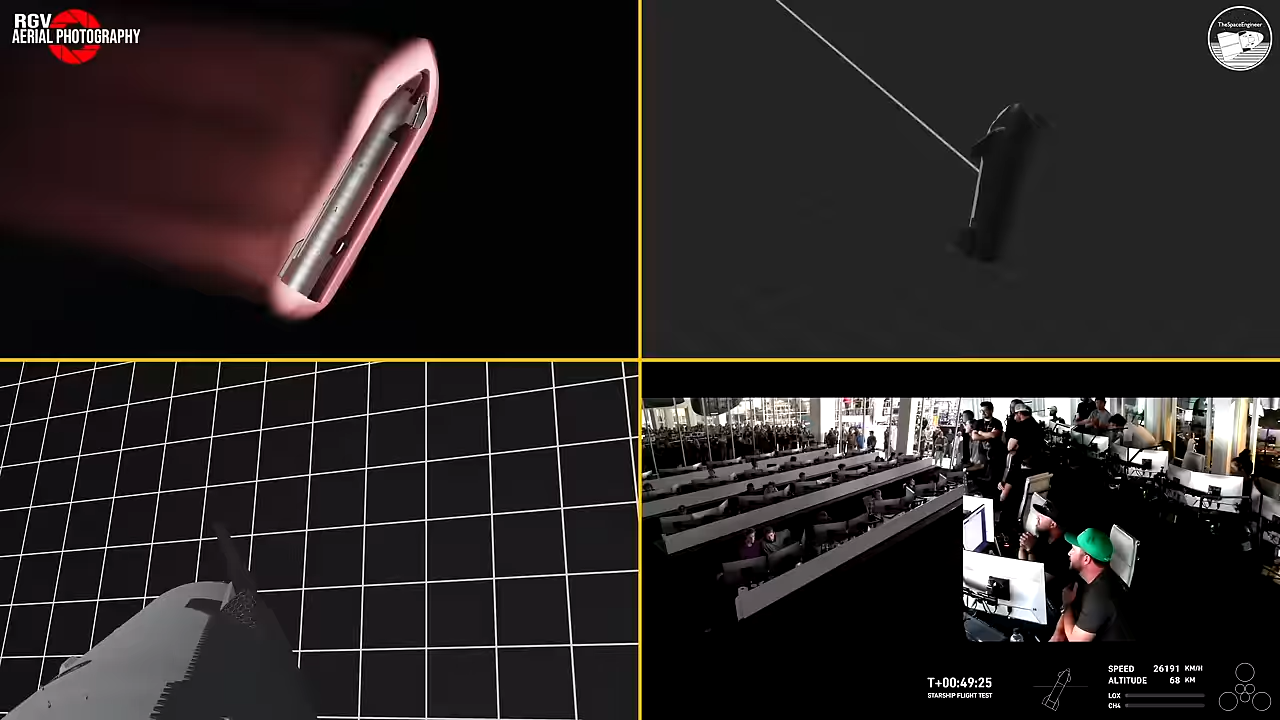 RGV
AERIAL PHOTOGRAPHY
TheSpaceEngineer
T+00:49:25
STARSHIP FLIGHT TEST
SPEED 26191 KM/H
ALTITUDE 68 KM
LOX
CH4